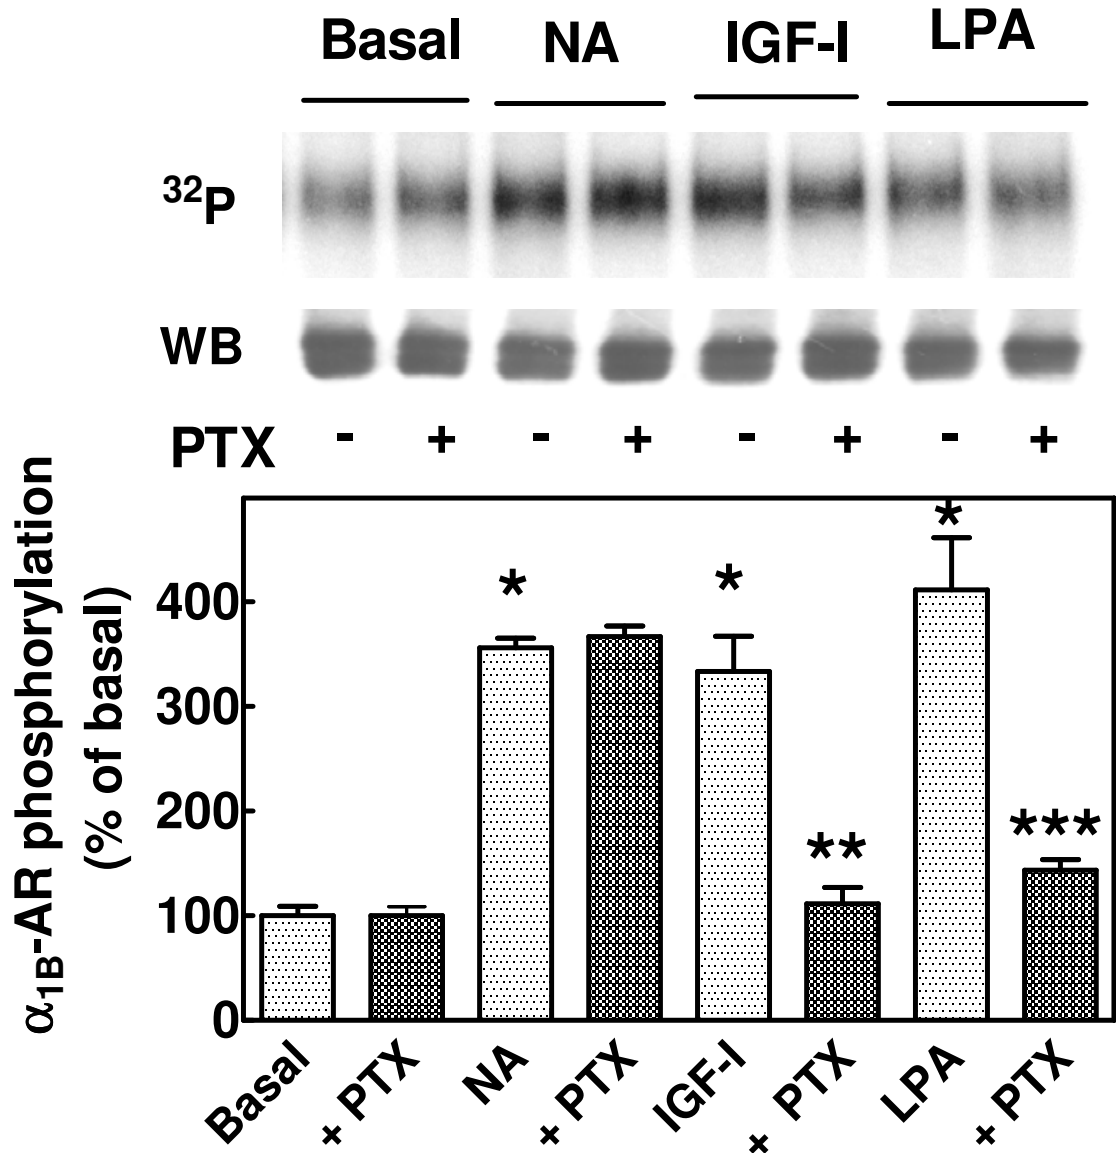 Basal NA IGF-I LPA
32P
WB
PTX - + - + - + - +
α1B-AR phosphorylation
(% of basal)
400
300
200
100
0
* * *
** ***
Basal + PTX NA + PTX IGF-I + PTX LPA + PTX